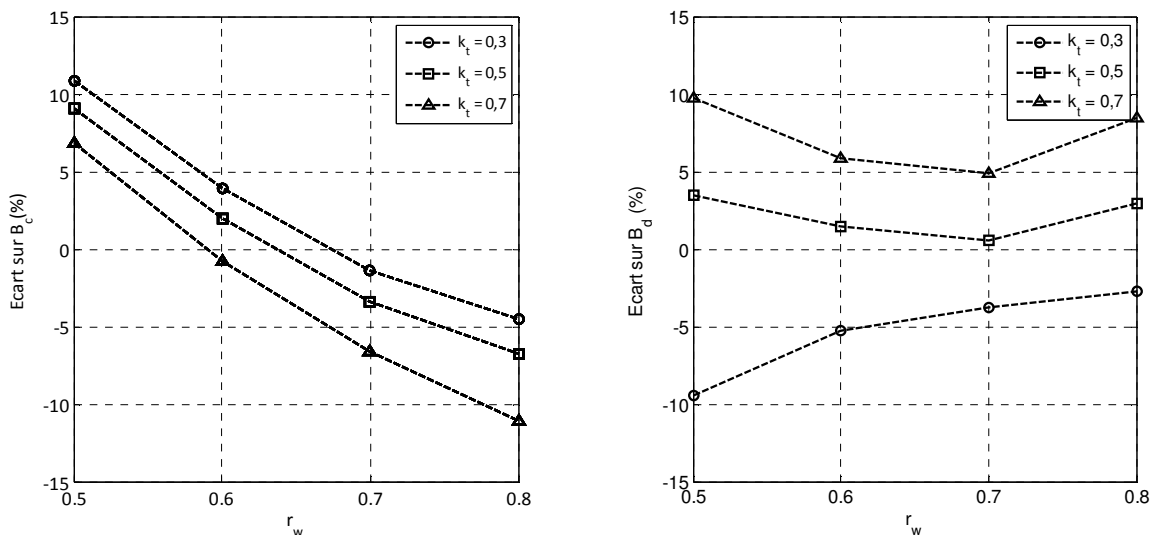 15
10
5
0
-5
-10
-15
Ecart sur B_c (%)
0.5 0.6 0.7 0.8
r_w
k_t = 0,3
k_t = 0,5
k_t = 0,7
15
10
5
0
-5
-10
-15
Ecart sur B_d (%)
0.5 0.6 0.7 0.8
r_w
k_t = 0,3
k_t = 0,5
k_t = 0,7